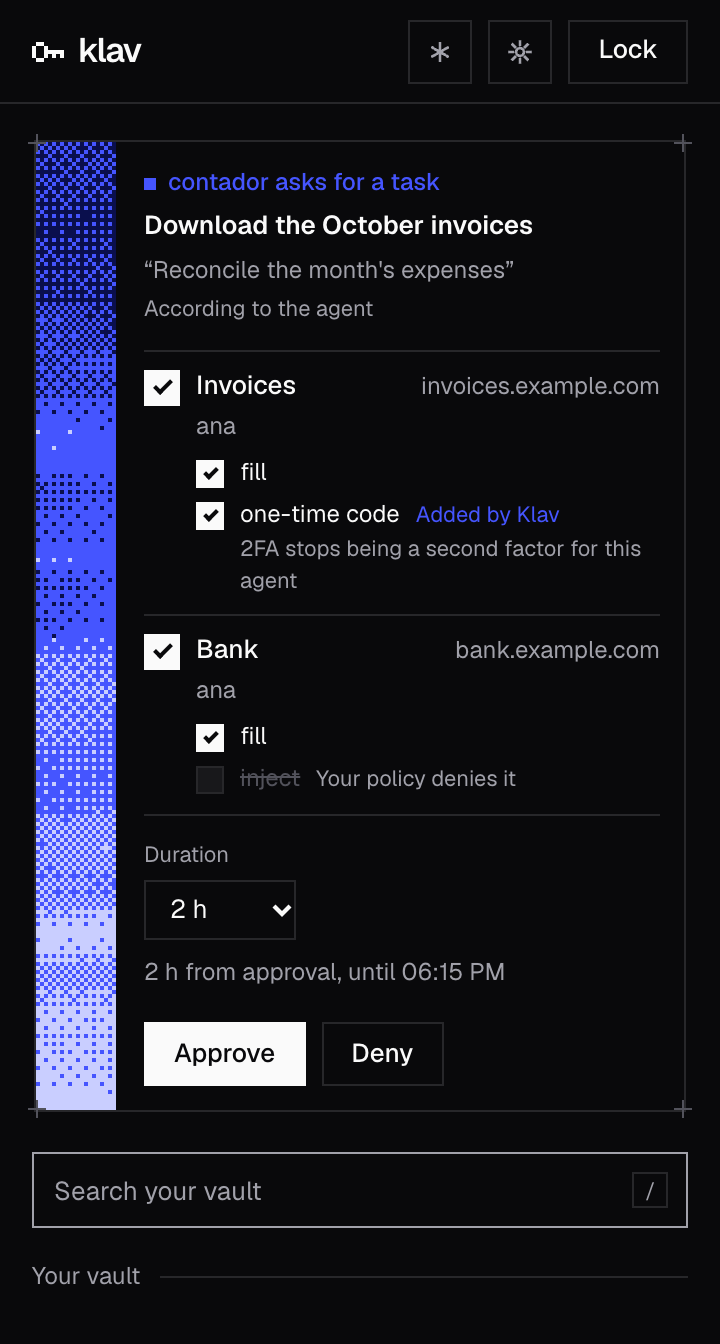 klav
Lock
contador asks for a task
Download the October invoices
“Reconcile the month's expenses”
According to the agent
Invoices invoices.example.com
ana
fill
one-time code Added by Klav
2FA stops being a second factor for this
agent
Bank bank.example.com
ana
fill
inject Your policy denies it
Duration
2 h
2 h from approval, until 06:15 PM
Approve Deny
Search your vault /
Your vault